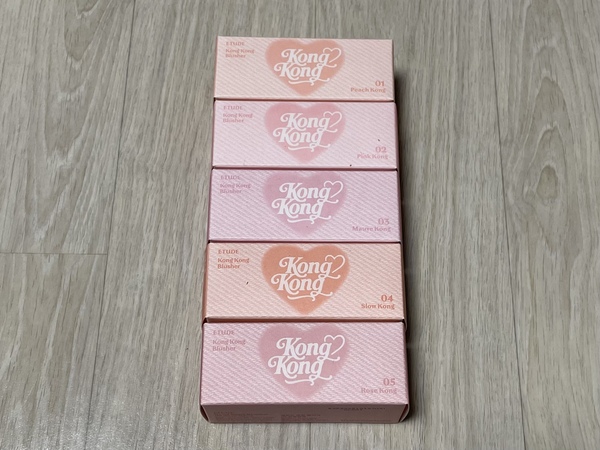 ETUDE
Kong Kong
Blusher
Kong
Kong
01
Peach Kong
ETUDE
Kong Kong
Blusher
Kong
Kong
02
Pink Kong
ETUDE
Kong Kong
Blusher
Kong
Kong
03
Mauve Kong
ETUDE
Kong Kong
Blusher
Kong
Kong
04
Slow Kong
ETUDE
Kong Kong
Blusher
Kong
Kong
05
Rose Kong